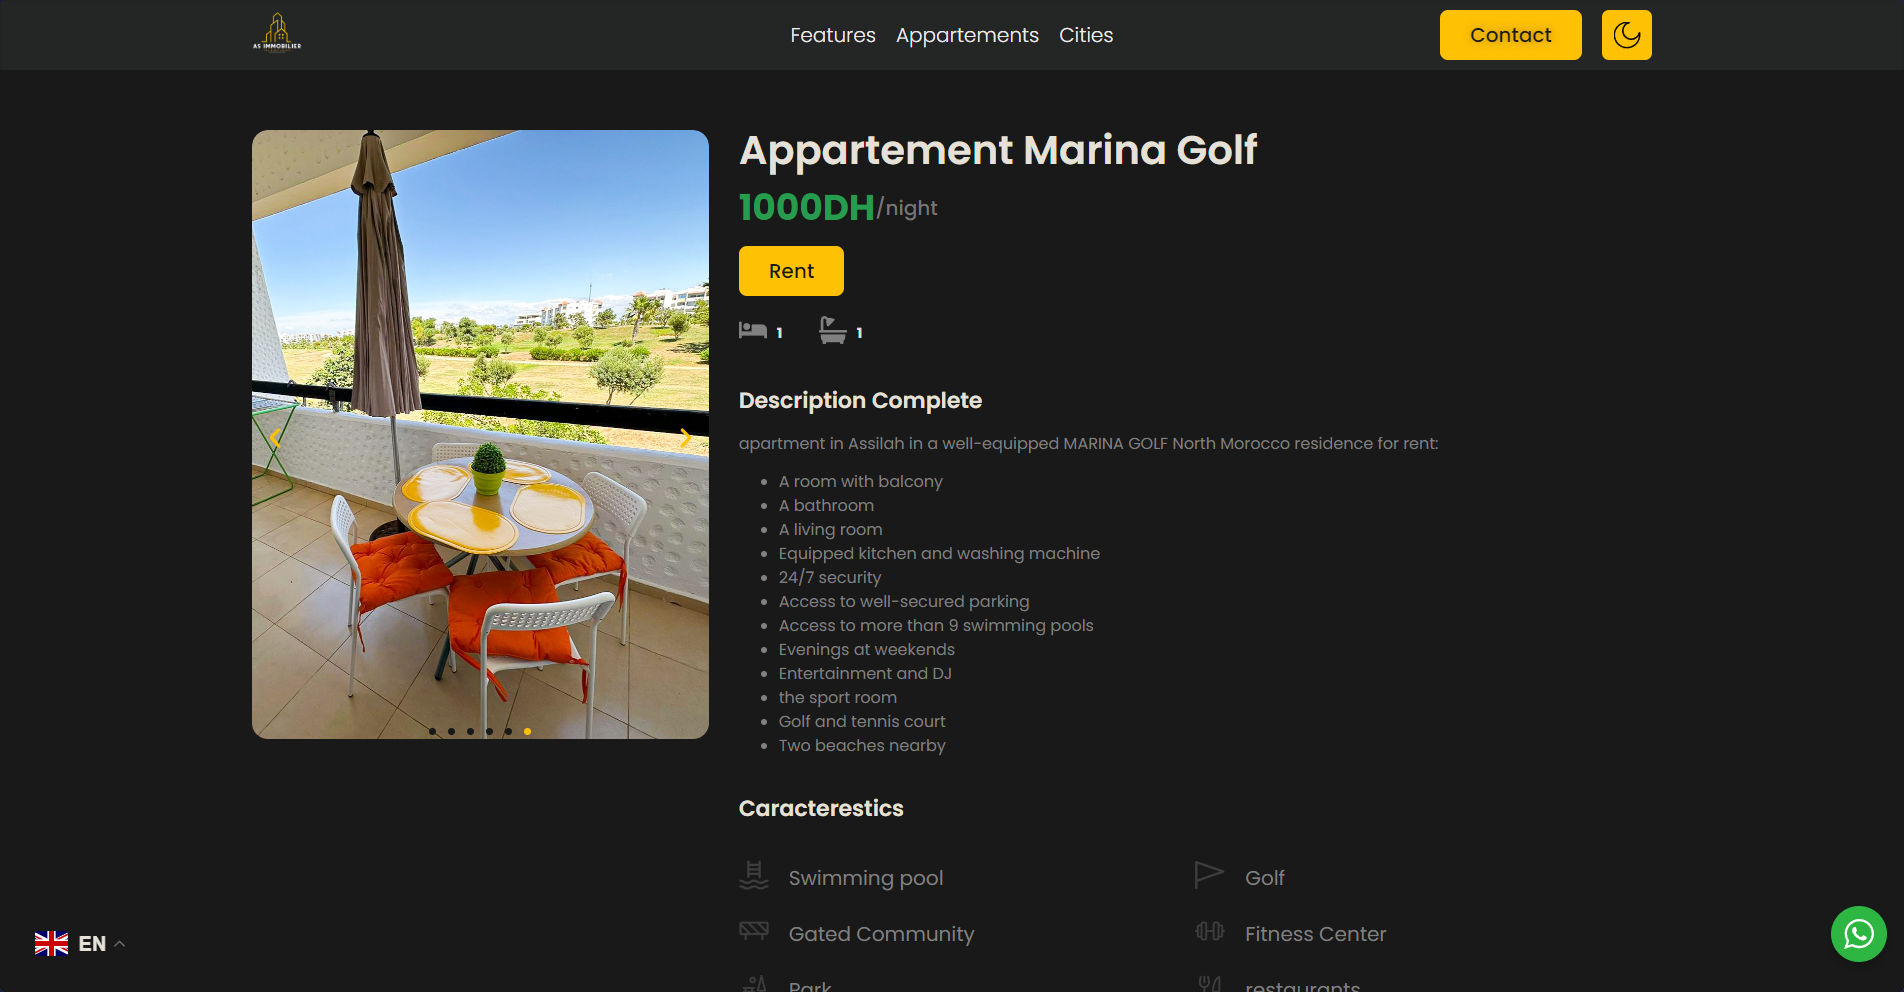 AS IMMOBILIER
Features Appartements Cities
Contact
Appartement Marina Golf
1000DH/night
Rent
1 1
Description Complete
apartment in Assilah in a well-equipped MARINA GOLF North Morocco residence for rent:
A room with balcony
A bathroom
A living room
Equipped kitchen and washing machine
24/7 security
Access to well-secured parking
Access to more than 9 swimming pools
Evenings at weekends
Entertainment and DJ
the sport room
Golf and tennis court
Two beaches nearby
Caracterestics
Swimming pool Golf
Gated Community Fitness Center
Park restaurants
EN